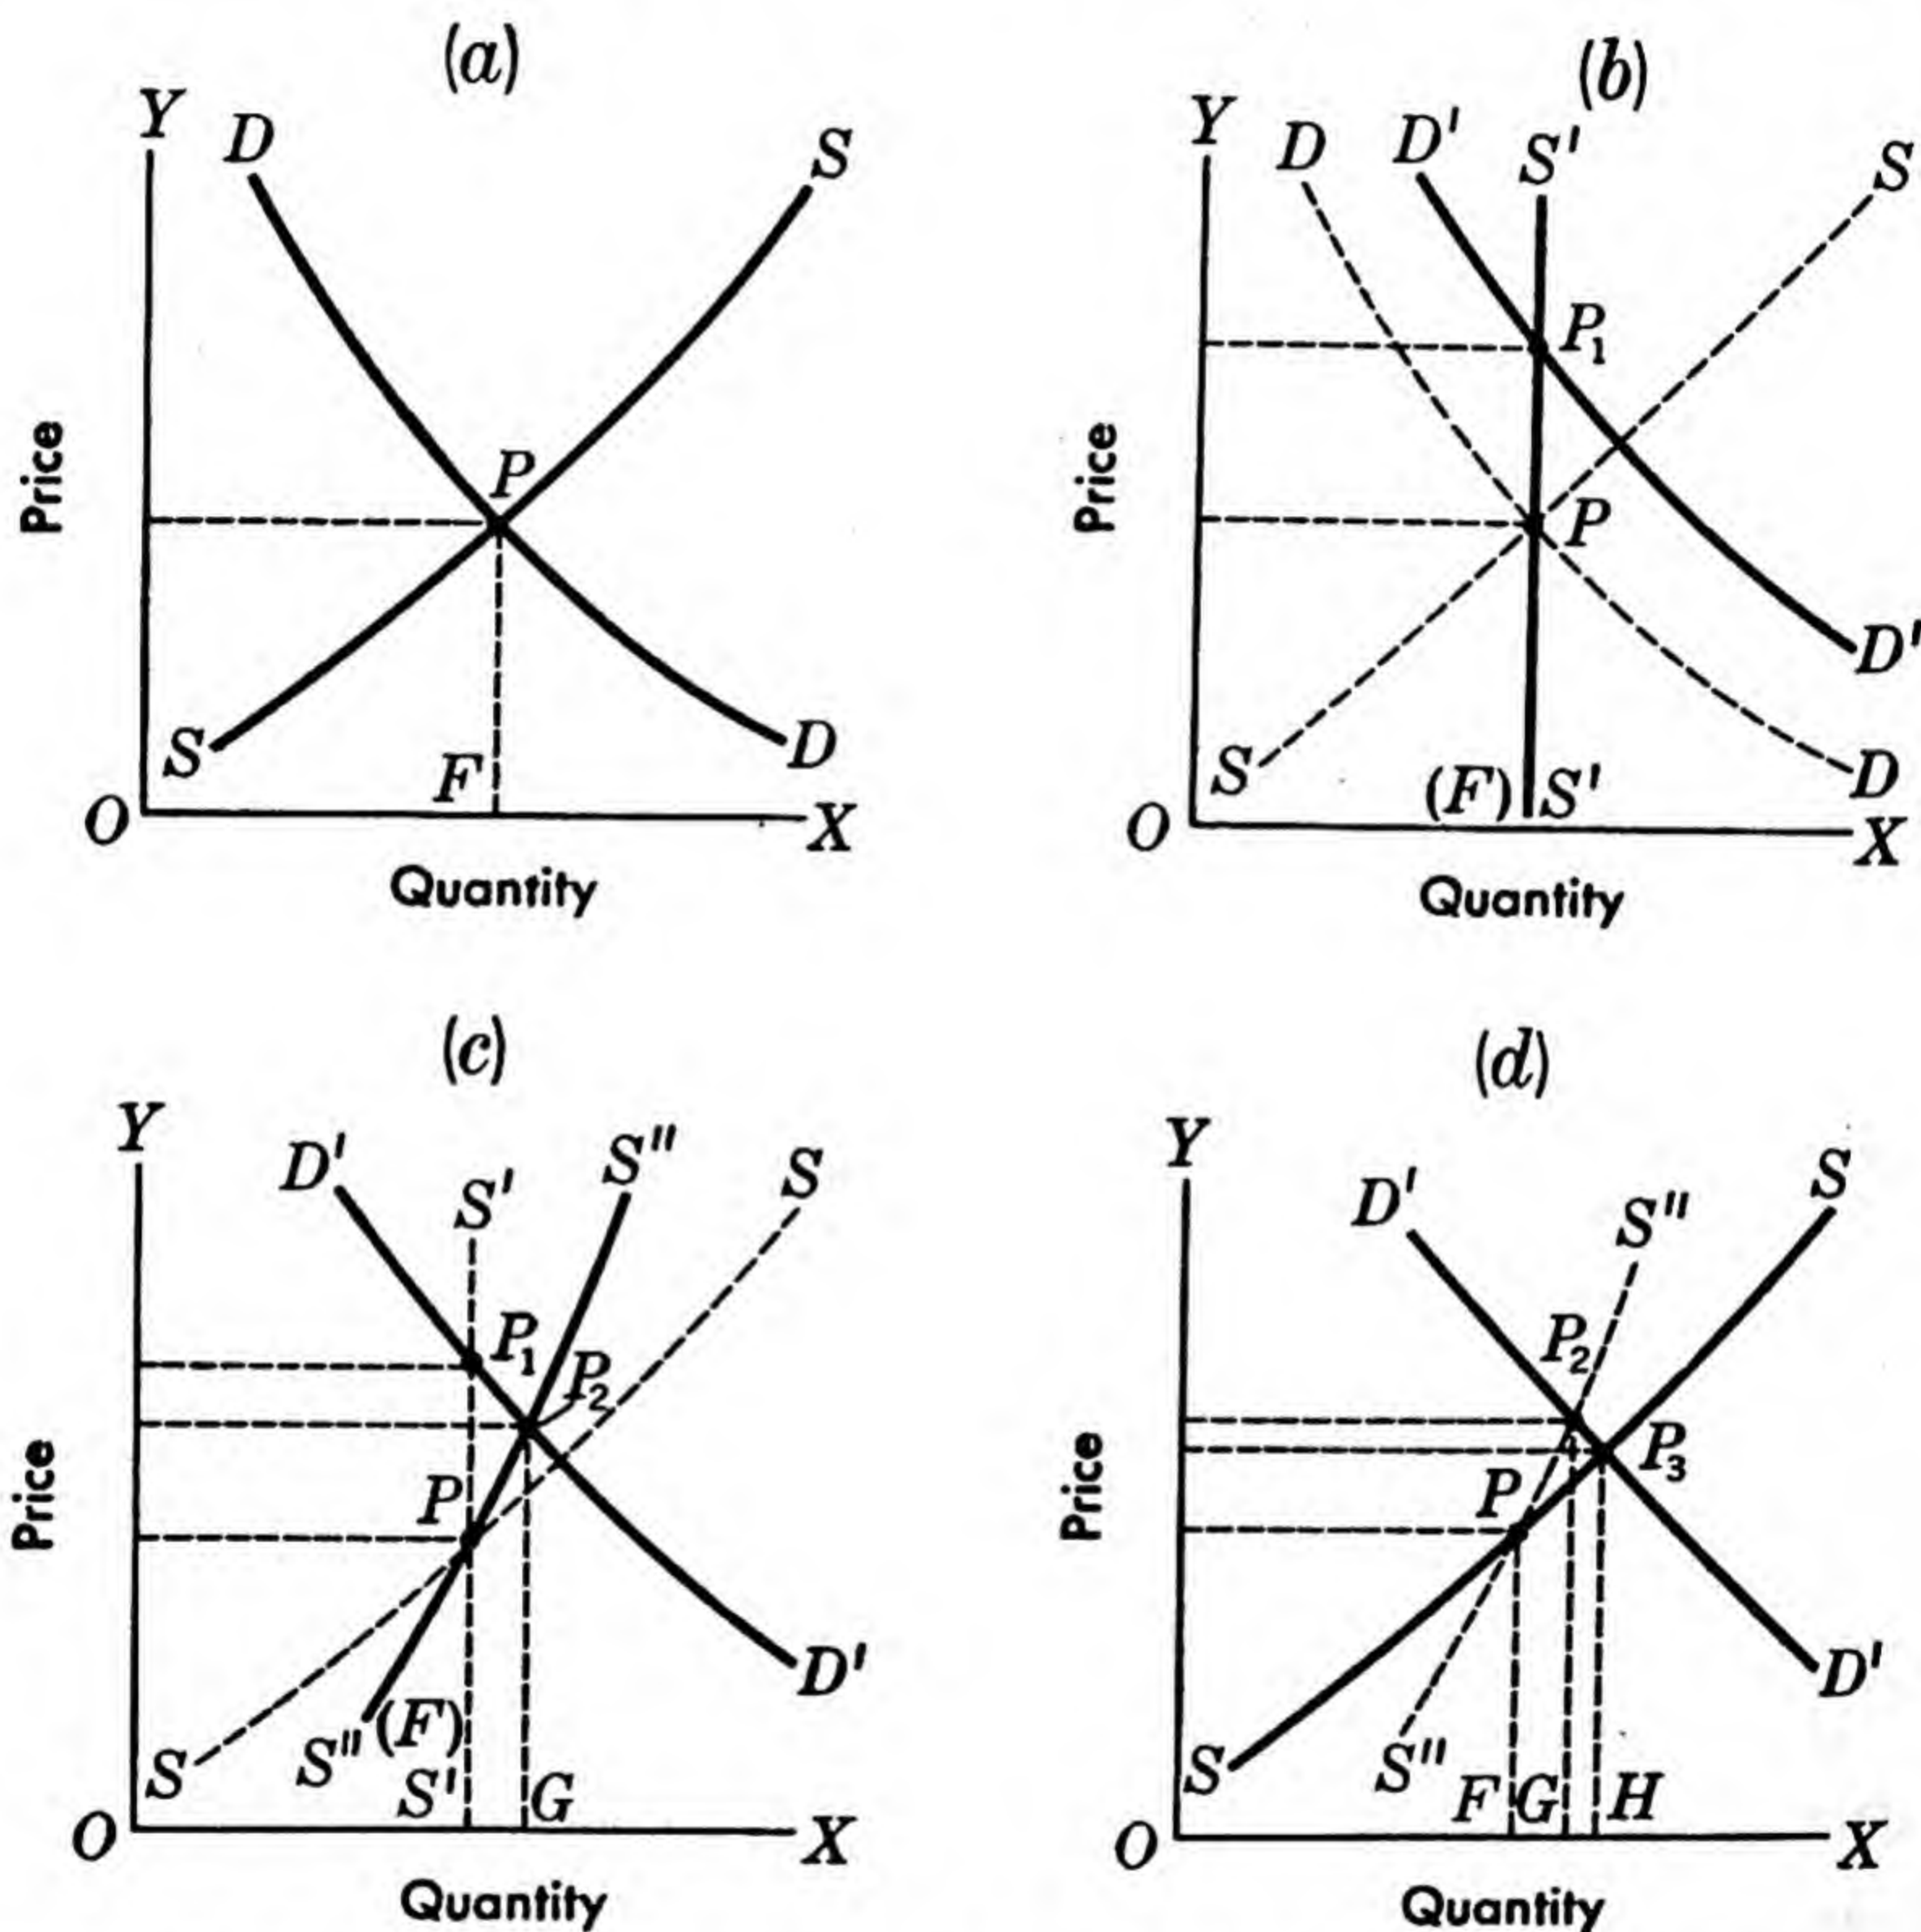 (a)
Y D S
Price
P
S F D
O X
Quantity
(b)
Y D D' S' S
P1
Price
P
D'
S (F) S' D
O X
Quantity
(c)
Y D' S' S" S
P1 P2
P
Price
D'
S S" (F)
S' G
O X
Quantity
(d)
Y D' S" S
P2
P3
P
Price
D'
S S" F G H
O X
Quantity